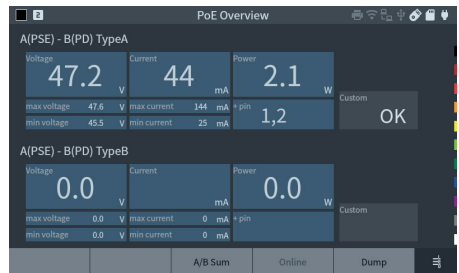 2 PoE Overview
A(PSE) - B(PD) TypeA
Voltage Current Power
47.2 V 44 mA 2.1 W
Custom
max voltage 47.6 V max current 144 mA + pin
1,2 OK
min voltage 45.5 V min current 25 mA
A(PSE) - B(PD) TypeB
Voltage Current Power
0.0 V mA 0.0 W
Custom
max voltage 0.0 V max current 0 mA + pin
min voltage 0.0 V min current 0 mA
A/B Sum Online Dump